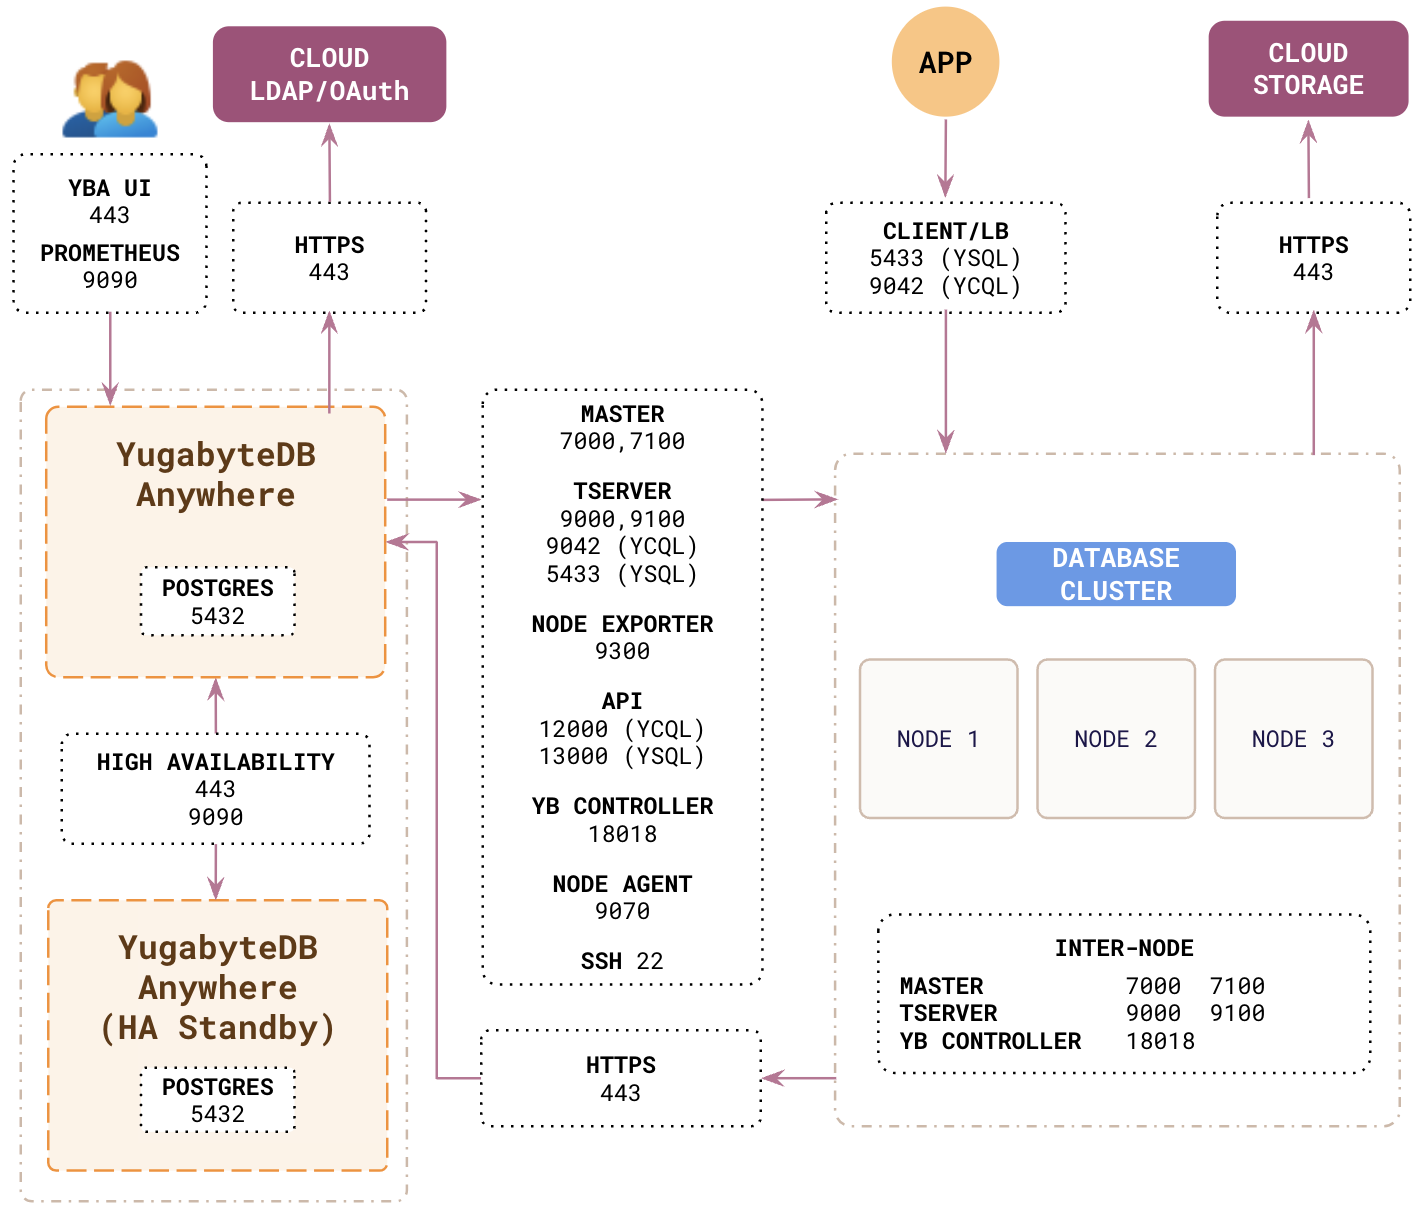 CLOUD
LDAP/OAuth
APP
CLOUD
STORAGE
YBA UI
443
PROMETHEUS
9090
HTTPS
443
CLIENT/LB
5433 (YSQL)
9042 (YCQL)
HTTPS
443
YugabyteDB
Anywhere
POSTGRES
5432
HIGH AVAILABILITY
443
9090
YugabyteDB
Anywhere
(HA Standby)
POSTGRES
5432
MASTER
7000,7100
TSERVER
9000,9100
9042 (YCQL)
5433 (YSQL)
NODE EXPORTER
9300
API
12000 (YCQL)
13000 (YSQL)
YB CONTROLLER
18018
NODE AGENT
9070
SSH 22
HTTPS
443
DATABASE
CLUSTER
NODE 1
NODE 2
NODE 3
INTER-NODE
MASTER 7000 7100
TSERVER 9000 9100
YB CONTROLLER 18018